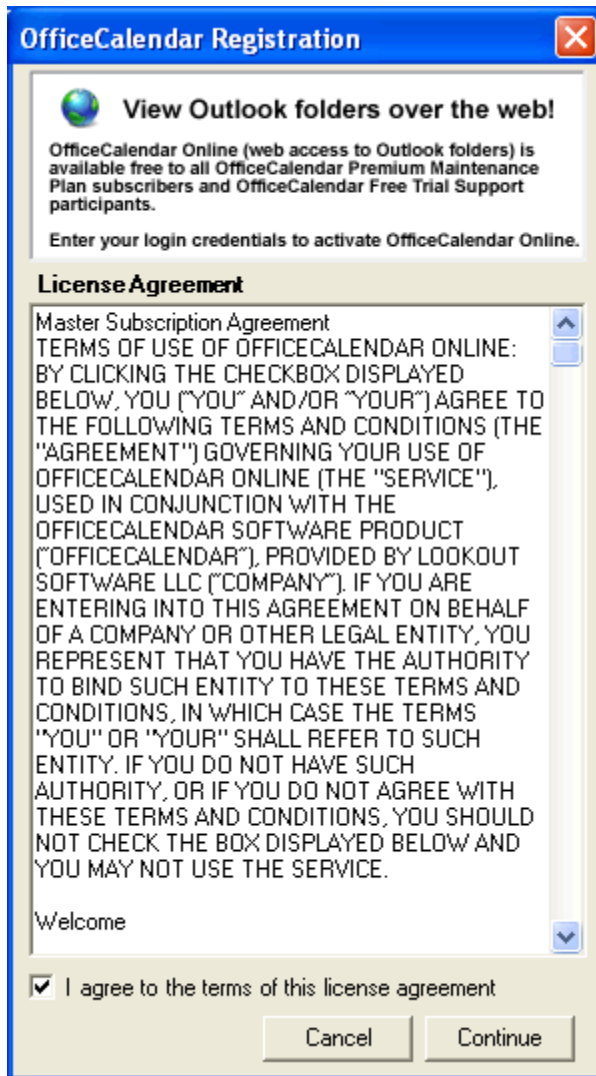 OfficeCalendar Registration
View Outlook folders over the web!
OfficeCalendar Online (web access to Outlook folders) is
available free to all OfficeCalendar Premium Maintenance
Plan subscribers and OfficeCalendar Free Trial Support
participants.
Enter your login credentials to activate OfficeCalendar Online.
License Agreement
Master Subscription Agreement
TERMS OF USE OF OFFICECALENDAR ONLINE:
BY CLICKING THE CHECKBOX DISPLAYED
BELOW, YOU ("YOU" AND/OR "YOUR") AGREE TO
THE FOLLOWING TERMS AND CONDITIONS (THE
"AGREEMENT") GOVERNING YOUR USE OF
OFFICECALENDAR ONLINE (THE "SERVICE"),
USED IN CONJUNCTION WITH THE
OFFICECALENDAR SOFTWARE PRODUCT
("OFFICECALENDAR"), PROVIDED BY LOOKOUT
SOFTWARE LLC ("COMPANY"). IF YOU ARE
ENTERING INTO THIS AGREEMENT ON BEHALF
OF A COMPANY OR OTHER LEGAL ENTITY, YOU
REPRESENT THAT YOU HAVE THE AUTHORITY
TO BIND SUCH ENTITY TO THESE TERMS AND
CONDITIONS, IN WHICH CASE THE TERMS
"YOU" OR "YOUR" SHALL REFER TO SUCH
ENTITY. IF YOU DO NOT HAVE SUCH
AUTHORITY, OR IF YOU DO NOT AGREE WITH
THESE TERMS AND CONDITIONS, YOU SHOULD
NOT CHECK THE BOX DISPLAYED BELOW AND
YOU MAY NOT USE THE SERVICE.
Welcome
I agree to the terms of this license agreement
Cancel
Continue